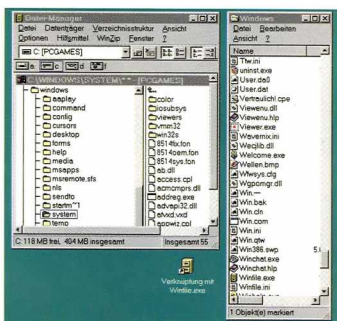 Datei-Manager
Datei Datenträger Verzeichnisstruktur Ansicht
Optionen Hilfsmittel WinZip Fenster ?
C: [PCGAMES]
a c d f
C:\WINDOWS\SYSTEM\*.* - [PCGAMES]
windows
aaplay
command
config
cursors
desktop
forms
help
media
msapps
msremote.sfs
nls
sendto
startm~1
system
temp
color
iosubsys
viewers
vmm32
win32s
8514fix.fon
8514oem.fon
8514sys.fon
ab.dll
access.cpl
acmcmprs.dll
addreg.exe
advapi32.dll
afvxd.vxd
appwiz.cpl
C: 118 MB frei, 404 MB insgesamt
Insgesamt 55
Verknüpfung mit
Winfile.exe
Windows
Datei Bearbeiten
Ansicht ?
Name
Ttw.ini
uninst.exe
User.da0
User.dat
Vertraulich!.cpe
Viewenu.dll
Viewenu.hlp
Viewer.exe
Wavemix.ini
Weqlib.dll
Welcome.exe
Wellen.bmp
Wfwsys.cfg
Wgpomgr.dll
Win.---
Win.bak
Win.cln
Win.com
Win.ini
Win.qtw
Win386.swp
Winchat.exe
Winchat.hlp
Winfile.exe
Winfile.ini
1 Objekt(e) markiert